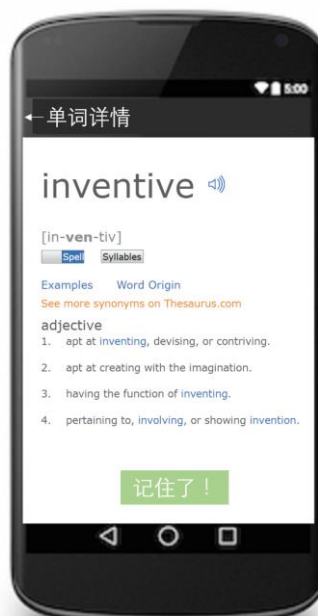 5:00
单词详情
inventive
[in-ven-tiv]
Spell Syllables
Examples Word Origin
See more synonyms on Thesaurus.com
adjective
1. apt at inventing, devising, or contriving.
2. apt at creating with the imagination.
3. having the function of inventing.
4. pertaining to, involving, or showing invention.
记住了！